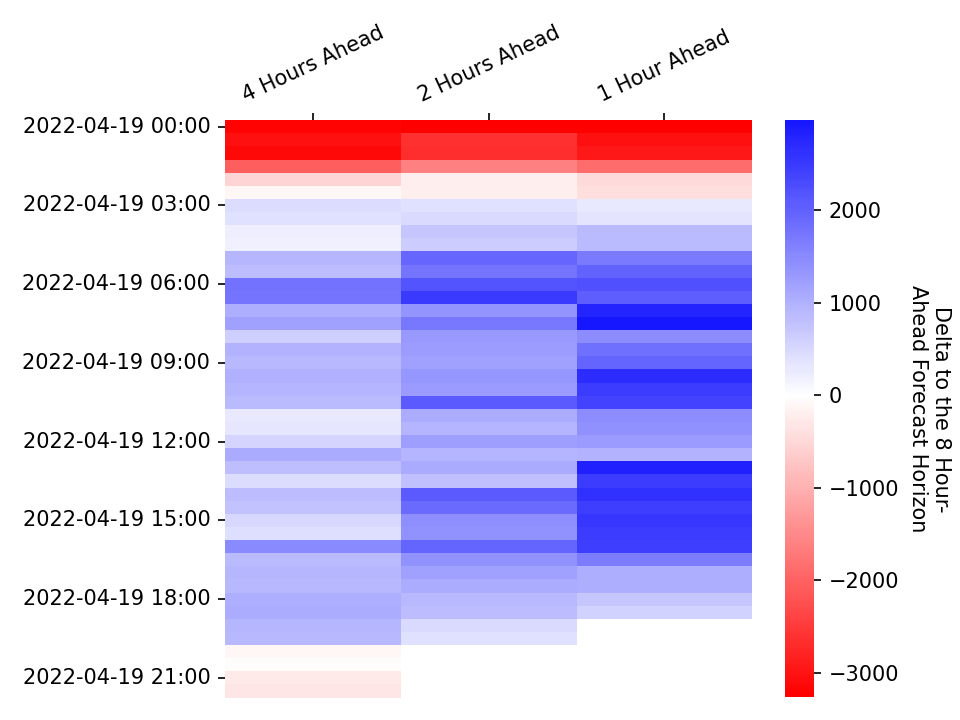 4 Hours Ahead
2 Hours Ahead
1 Hour Ahead
2022-04-19 00:00
2022-04-19 03:00
2022-04-19 06:00
2022-04-19 09:00
2022-04-19 12:00
2022-04-19 15:00
2022-04-19 18:00
2022-04-19 21:00
2000
1000
0
−1000
−2000
−3000
Delta to the 8 Hour-
Ahead Forecast Horizon